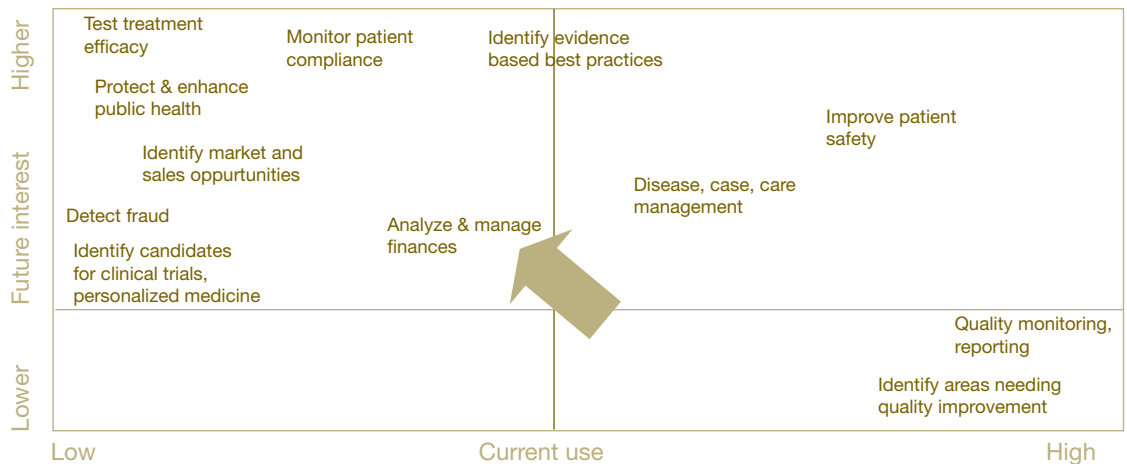 Higher
Future interest
Lower
Test treatment
efficacy
Monitor patient
compliance
Identify evidence
based best practices
Protect & enhance
public health
Improve patient
safety
Identify market and
sales oppurtunities
Disease, case, care
management
Detect fraud
Analyze & manage
finances
Identify candidates
for clinical trials,
personalized medicine
Quality monitoring,
reporting
Identify areas needing
quality improvement
Low
Current use
High